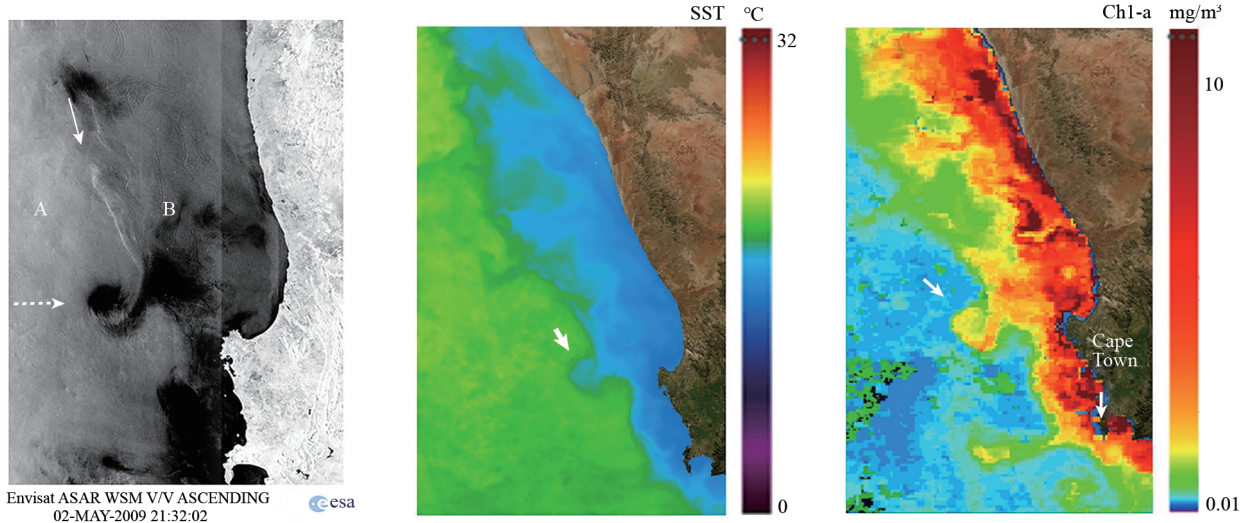 A
B
Envisat ASAR WSM V/V ASCENDING
02-MAY-2009 21:32:02
esa
SST °C
32
0
Ch1-a mg/m³
10
0.01
Cape
Town